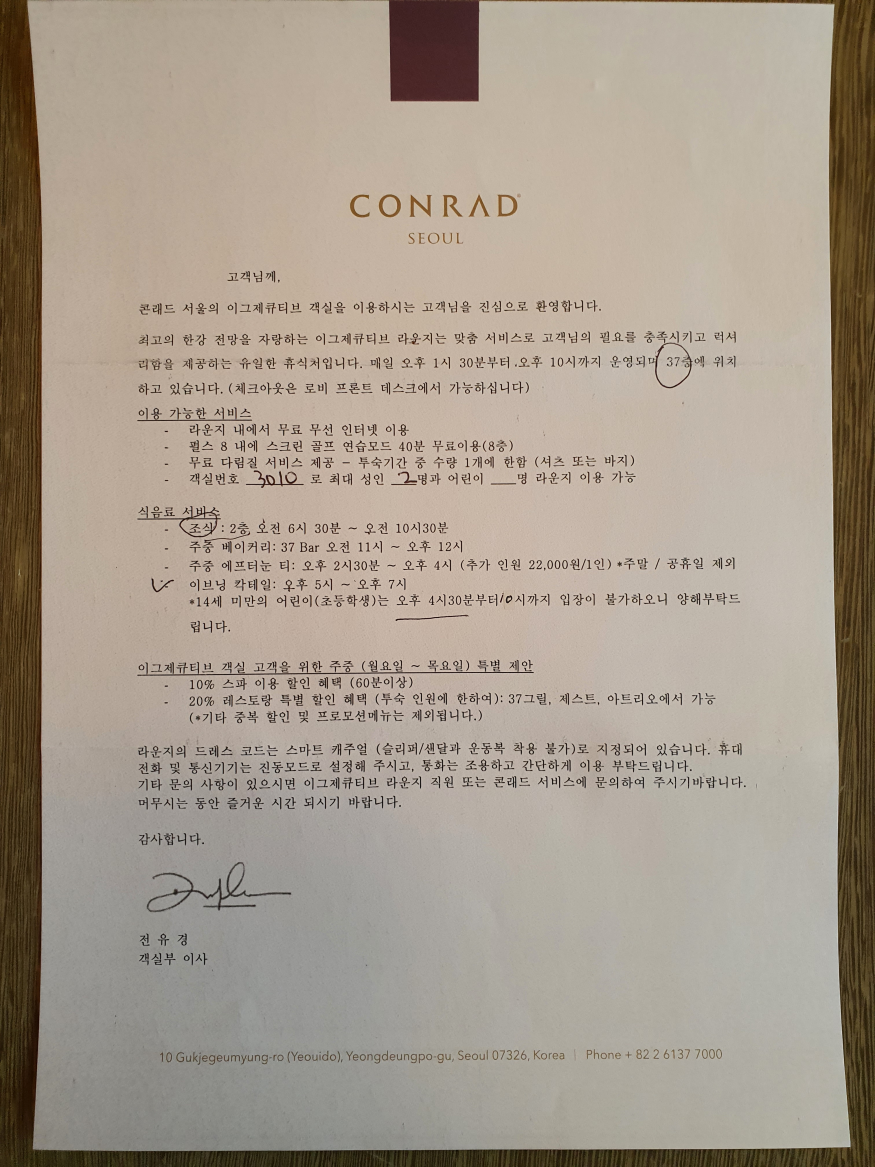 CONRAD
SEOUL
고객님께.
콘래드 서울의 이그제큐티브 객실을 이용하시는 고객님을 진심으로 환영합니다.
최고의 한강 전망을 자랑하는 이그제큐티브 라운지는 맞춤 서비스로 고객님의 필요를 충족시키고 럭셔
리함을 제공하는 유일한 휴식처입니다. 매일 오후 1시 30분부터 오후 10시까지 운영되며 37층에 위치
하고 있습니다. (체크아웃은 로비 프론트 데스크에서 가능하십니다)
이용 가능한 서비스
- 라운지 내에서 무료 무선 인터넷 이용
- 펄스 8 내에 스크린 골프 연습모드 40분 무료이용(8층)
- 무료 다림질 서비스 제공 – 투숙기간 중 수량 1개에 한함 (셔츠 또는 바지)
- 객실번호 3010 로 최대 성인 2명과 어린이 ___명 라운지 이용 가능
식음료 서비스
- 조식 : 2층, 오전 6시 30분 ~ 오전 10시30분
- 주중 베이커리: 37 Bar 오전 11시 ~ 오후 12시
- 주중 에프터눈 티: 오후 2시30분 ~ 오후 4시 (추가 인원 22,000원/1인) *주말 / 공휴일 제외
이브닝 칵테일: 오후 5시 ~ 오후 7시
*14세 미만의 어린이(초등학생)는 오후 4시30분부터10시까지 입장이 불가하오니 양해부탁드
립니다.
이그제큐티브 객실 고객을 위한 주중 (월요일 ~ 목요일) 특별 제안
- 10% 스파 이용 할인 혜택 (60분이상)
- 20% 레스토랑 특별 할인 혜택 (투숙 인원에 한하여): 37그릴, 제스트, 아트리오에서 가능
(*기타 중복 할인 및 프로모션메뉴는 제외됩니다.)
라운지의 드레스 코드는 스마트 캐주얼 (슬리퍼/샌달과 운동복 착용 불가)로 지정되어 있습니다. 휴대
전화 및 통신기기는 진동모드로 설정해 주시고, 통화는 조용하고 간단하게 이용 부탁드립니다.
기타 문의 사항이 있으시면 이그제큐티브 라운지 직원 또는 콘래드 서비스에 문의하여 주시기바랍니다.
머무시는 동안 즐거운 시간 되시기 바랍니다.
감사합니다.
전 유 경
객실부 이사
10 Gukjegeumyung-ro (Yeouido), Yeongdeungpo-gu, Seoul 07326, Korea | Phone + 82 2 6137 7000